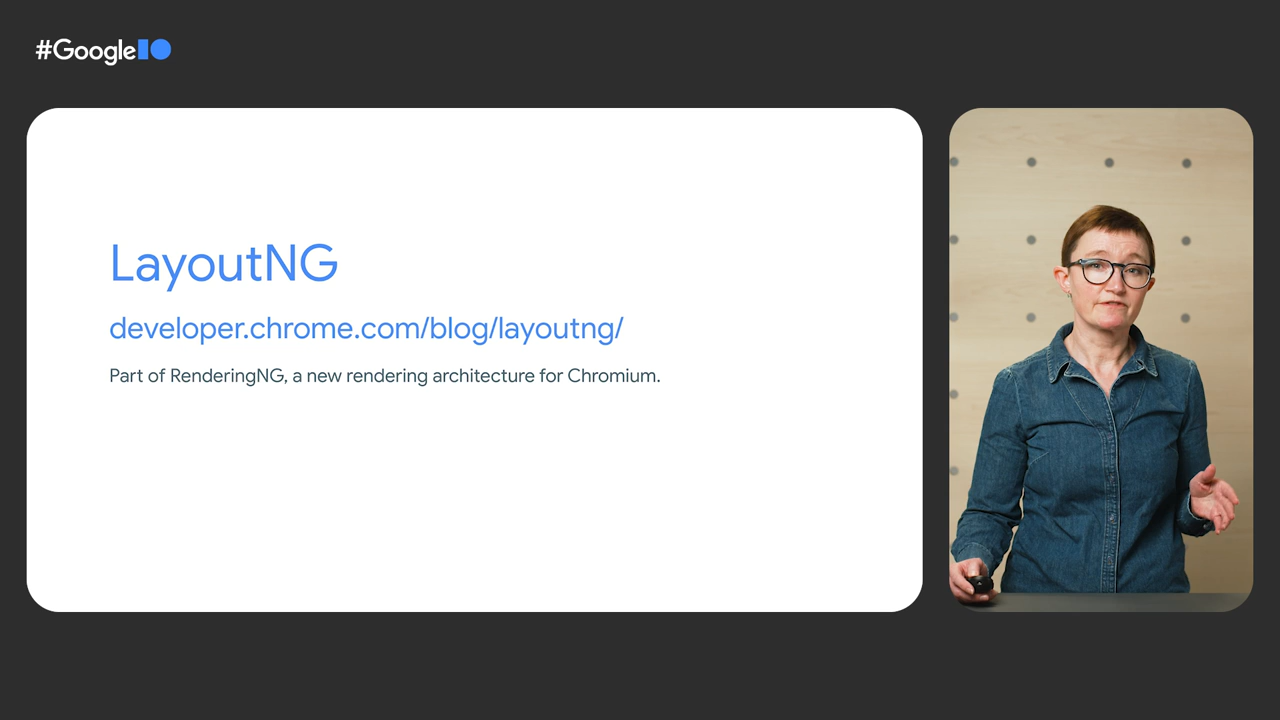 #GoogleIO
LayoutNG
developer.chrome.com/blog/layoutng/
Part of RenderingNG, a new rendering architecture for Chromium.